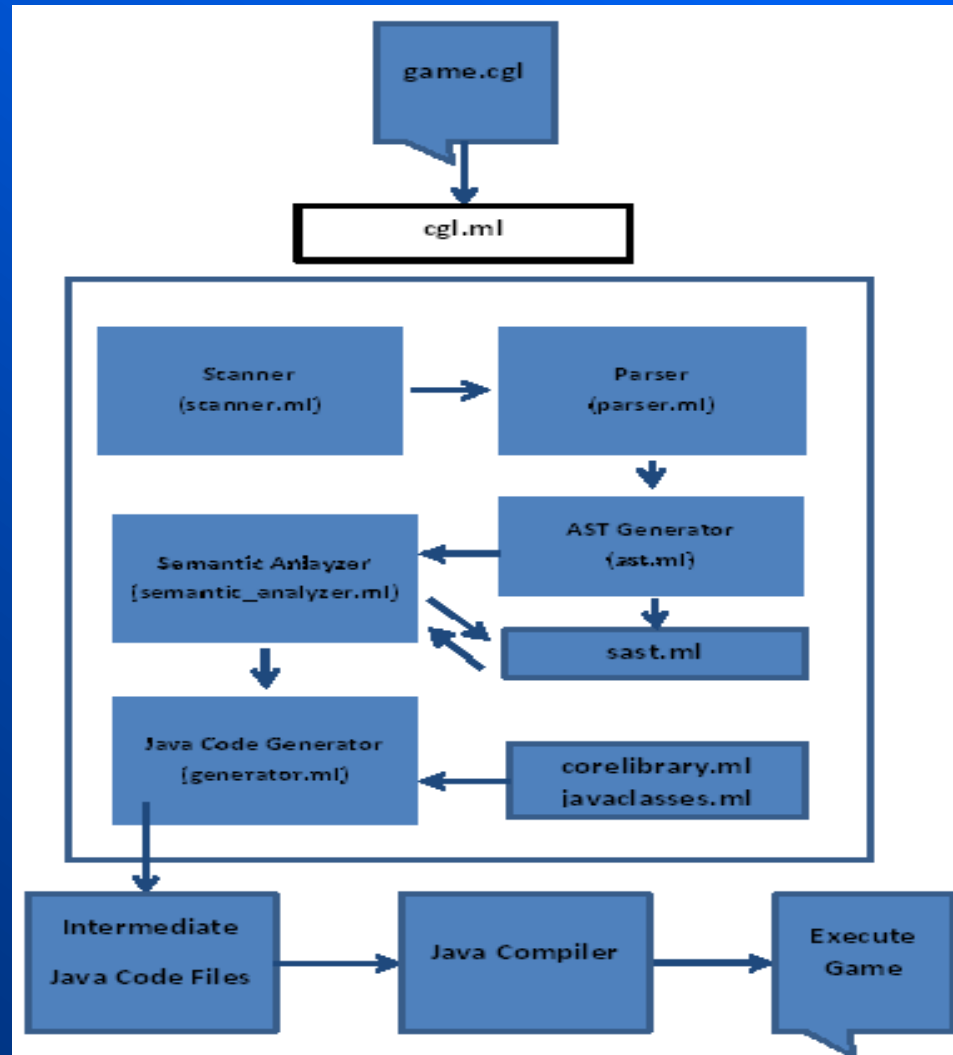 game.cgl
cgl.ml
Scanner
(scanner.ml)
Parser
(parser.ml)
AST Generator
(ast.ml)
Semantic Anlayzer
(semantic_analyzer.ml)
sast.ml
Java Code Generator
(generator.ml)
corelibrary.ml
javaclasses.ml
Intermediate
Java Code Files
Java Compiler
Execute
Game